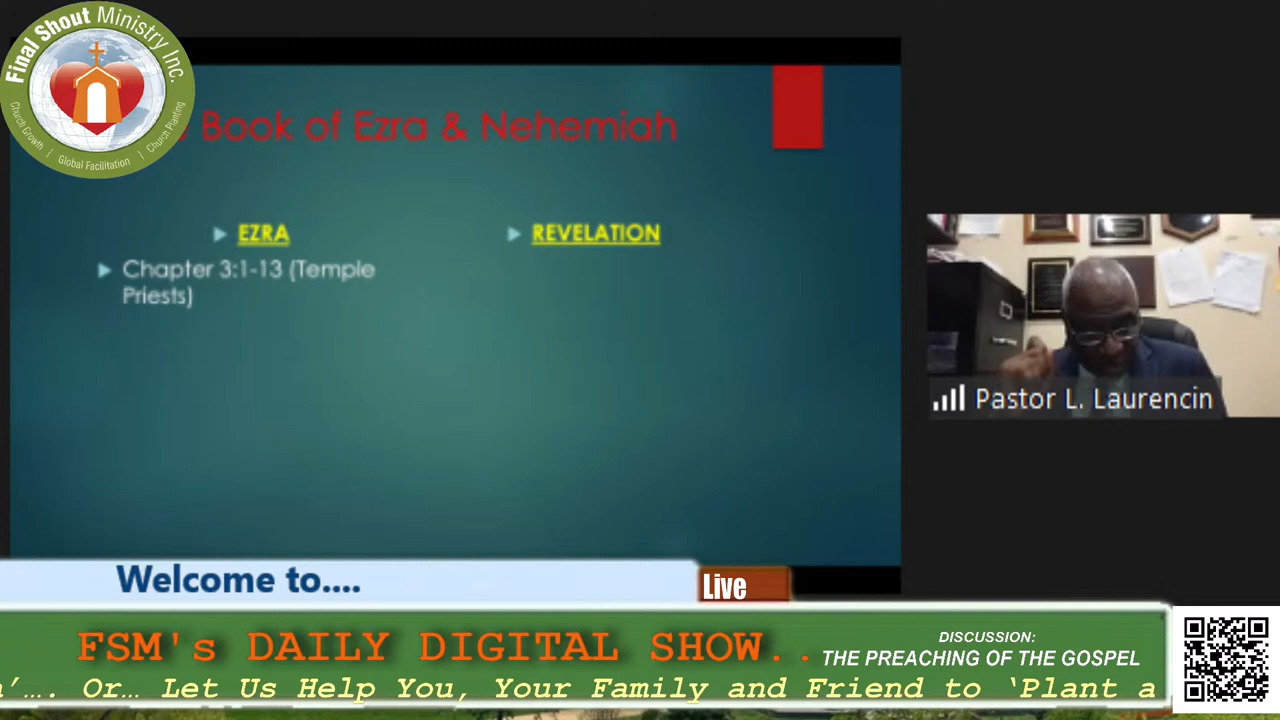 Final Shout Ministry Inc.
Church Growth | Global Facilitation | Church Planting
Book of Ezra & Nehemiah
EZRA
REVELATION
Chapter 3:1-13 (Temple
Priests)
Pastor L. Laurencin
Welcome to....
Live
FSM's DAILY DIGITAL SHOW..
DISCUSSION:
THE PREACHING OF THE GOSPEL
’…. Or… Let Us Help You, Your Family and Friend to ‘Plant a